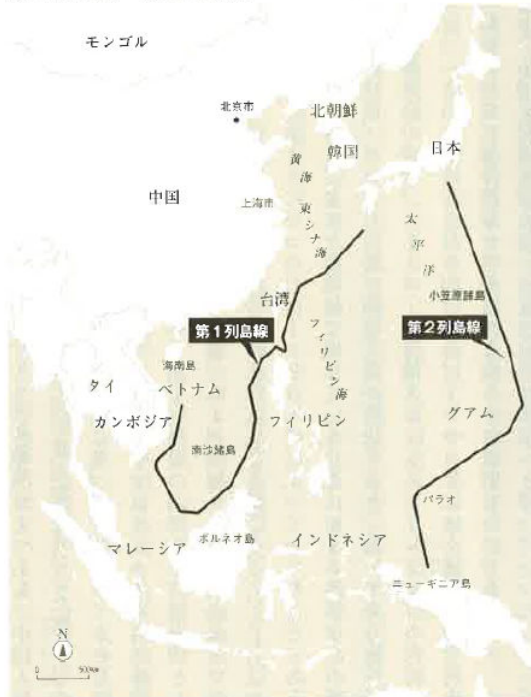 モンゴル
北京市
北朝鮮
韓国
日本
黄海
中国
上海市
東シナ海
太平洋
小笠原諸島
台湾
第1列島線
第2列島線
フィリピン海
海南島
タイ
ベトナム
カンボジア
フィリピン
グアム
南沙諸島
パラオ
マレーシア
ボルネオ島
インドネシア
ニューギニア島
N
0